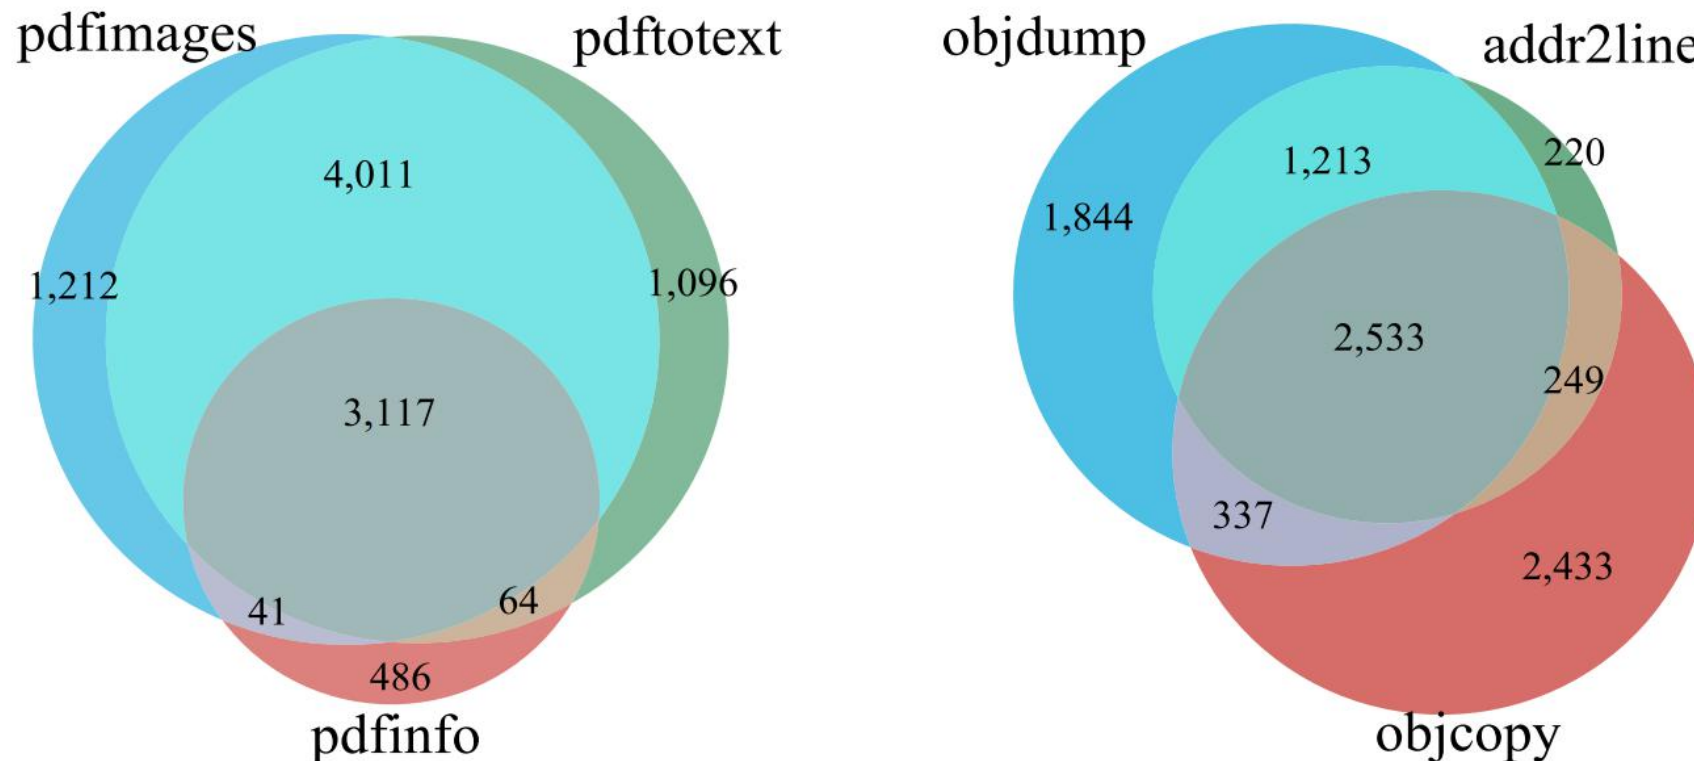 pdfimages
pdftotext
4,011
1,212
1,096
3,117
41
64
486
pdfinfo
objdump
addr2line
220
1,213
1,844
2,533
249
337
2,433
objcopy